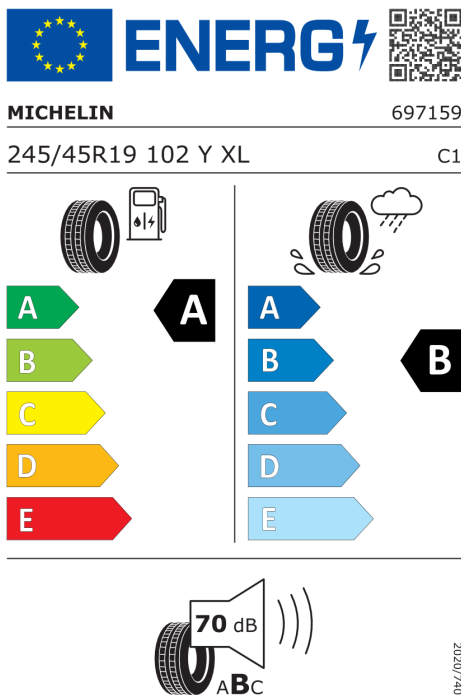 ENERG
MICHELIN 697159
245/45R19 102 Y XL C1
A A A
B B B
C C
D D
E E
70 dB
ABC
2020/740